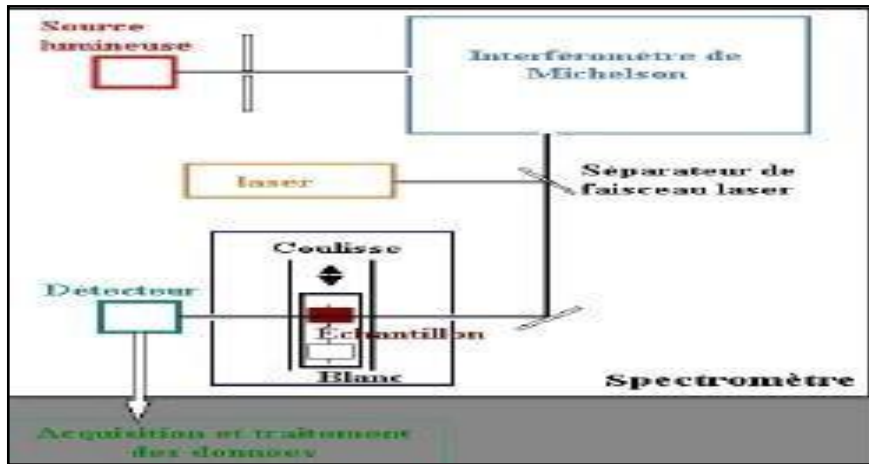 Source
lumineuse
Interféromètre de
Michelson
laser
Séparateur de
faisceau laser
Coulisse
Détecteur
Echantillon
Blanc
Spectromètre
Acquisition et traitement
des données